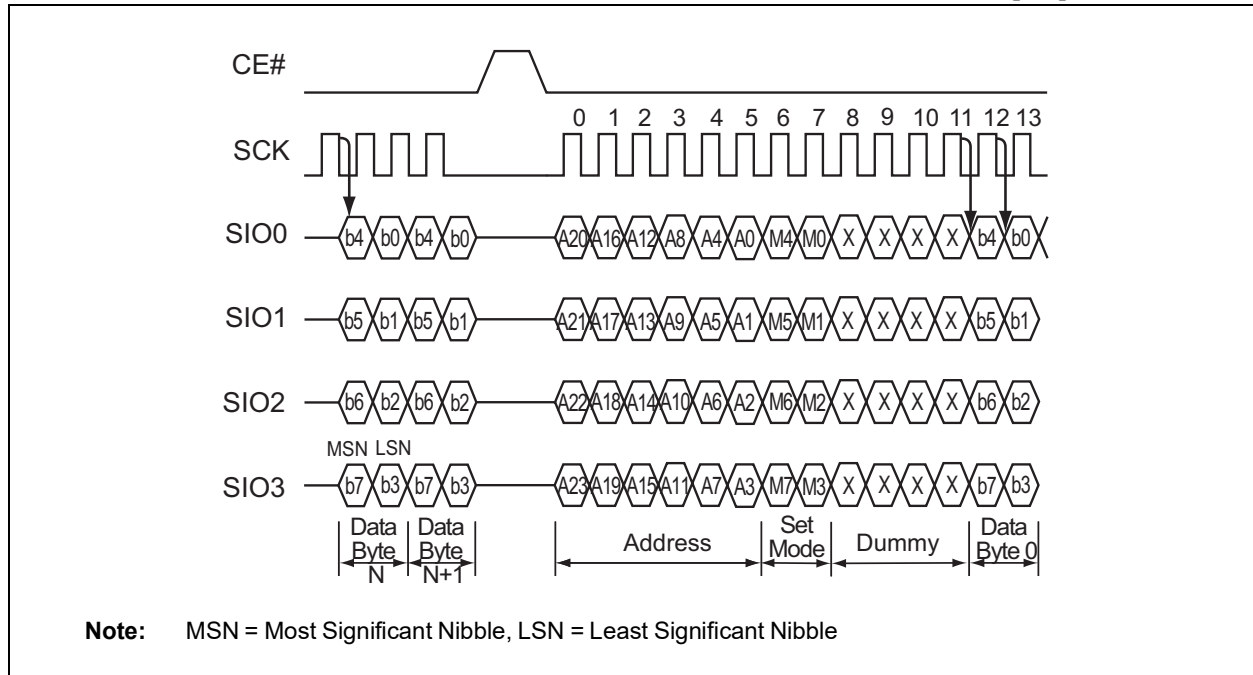 CE#
0 1 2 3 4 5 6 7 8 9 10 11 12 13
SCK
SIO0 b4 b0 b4 b0 A20 A16 A12 A8 A4 A0 M4 M0 X X X X b4 b0
SIO1 b5 b1 b5 b1 A21 A17 A13 A9 A5 A1 M5 M1 X X X X b5 b1
SIO2 b6 b2 b6 b2 A22 A18 A14 A10 A6 A2 M6 M2 X X X X b6 b2
MSN LSN
SIO3 b7 b3 b7 b3 A23 A19 A15 A11 A7 A3 M7 M3 X X X X b7 b3
Data Byte N
Data Byte N+1
Address
Set Mode
Dummy
Data Byte 0
Note: MSN = Most Significant Nibble, LSN = Least Significant Nibble